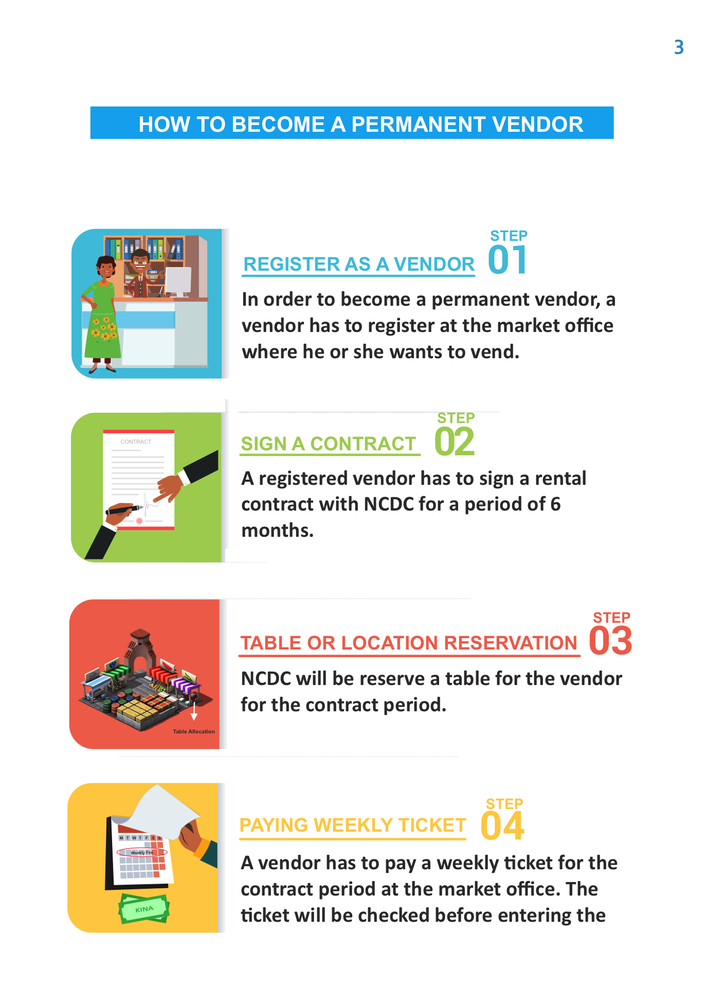 3
HOW TO BECOME A PERMANENT VENDOR
STEP
01
REGISTER AS A VENDOR
In order to become a permanent vendor, a
vendor has to register at the market office
where he or she wants to vend.
STEP
02
SIGN A CONTRACT
CONTRACT
A registered vendor has to sign a rental
contract with NCDC for a period of 6
months.
STEP
03
TABLE OR LOCATION RESERVATION
NCDC will be reserve a table for the vendor
for the contract period.
Table Allocation
STEP
04
PAYING WEEKLY TICKET
M T W T F S S
Weekly Fee
KINA
A vendor has to pay a weekly ticket for the
contract period at the market office. The
ticket will be checked before entering the